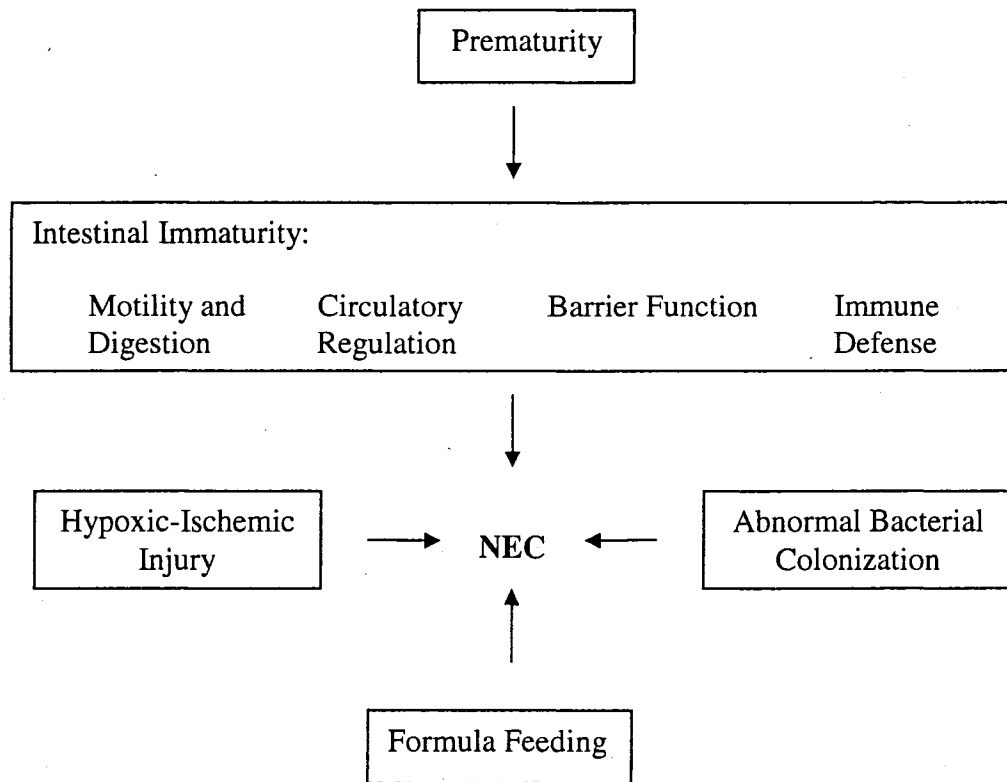 Prematurity
Intestinal Immaturity:
Motility and Digestion
Circulatory Regulation
Barrier Function
Immune Defense
Hypoxic-Ischemic
Injury
NEC
Abnormal Bacterial
Colonization
Formula Feeding